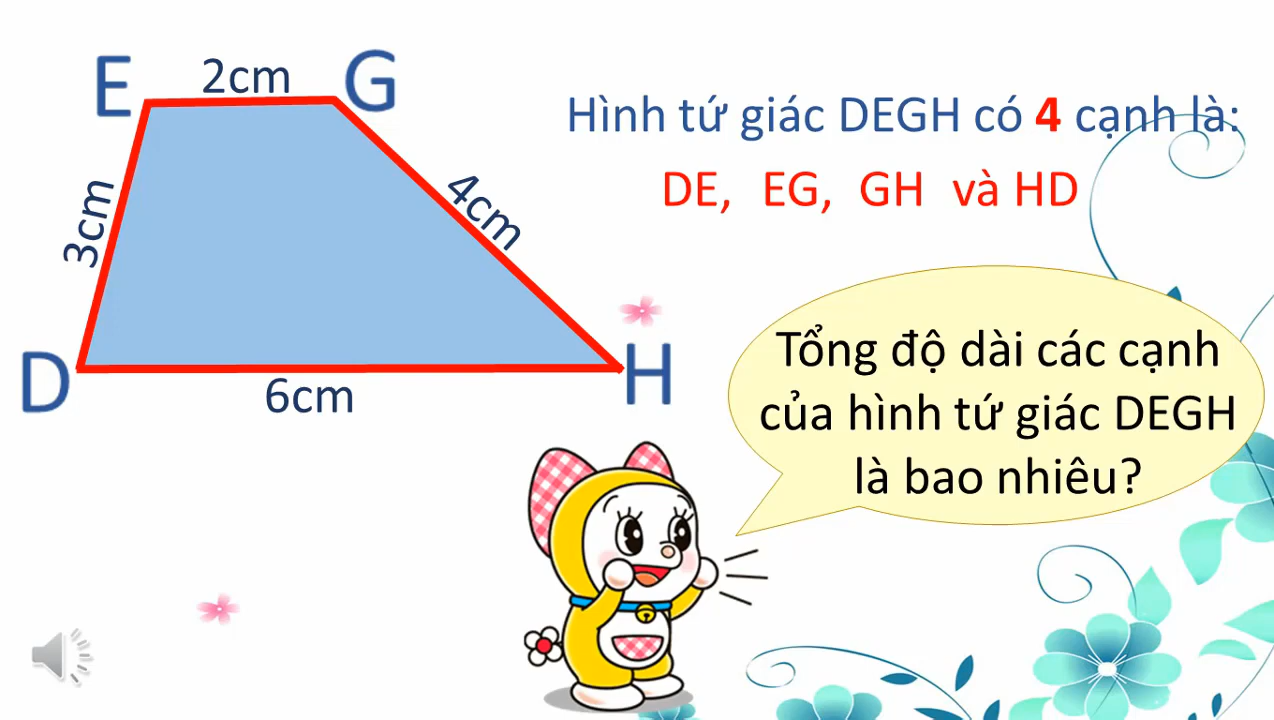 E 2cm G
Hình tứ giác DEGH có 4 cạnh là:
DE, EG, GH và HD
3cm
4cm
D 6cm H
Tổng độ dài các cạnh
của hình tứ giác DEGH
là bao nhiêu?